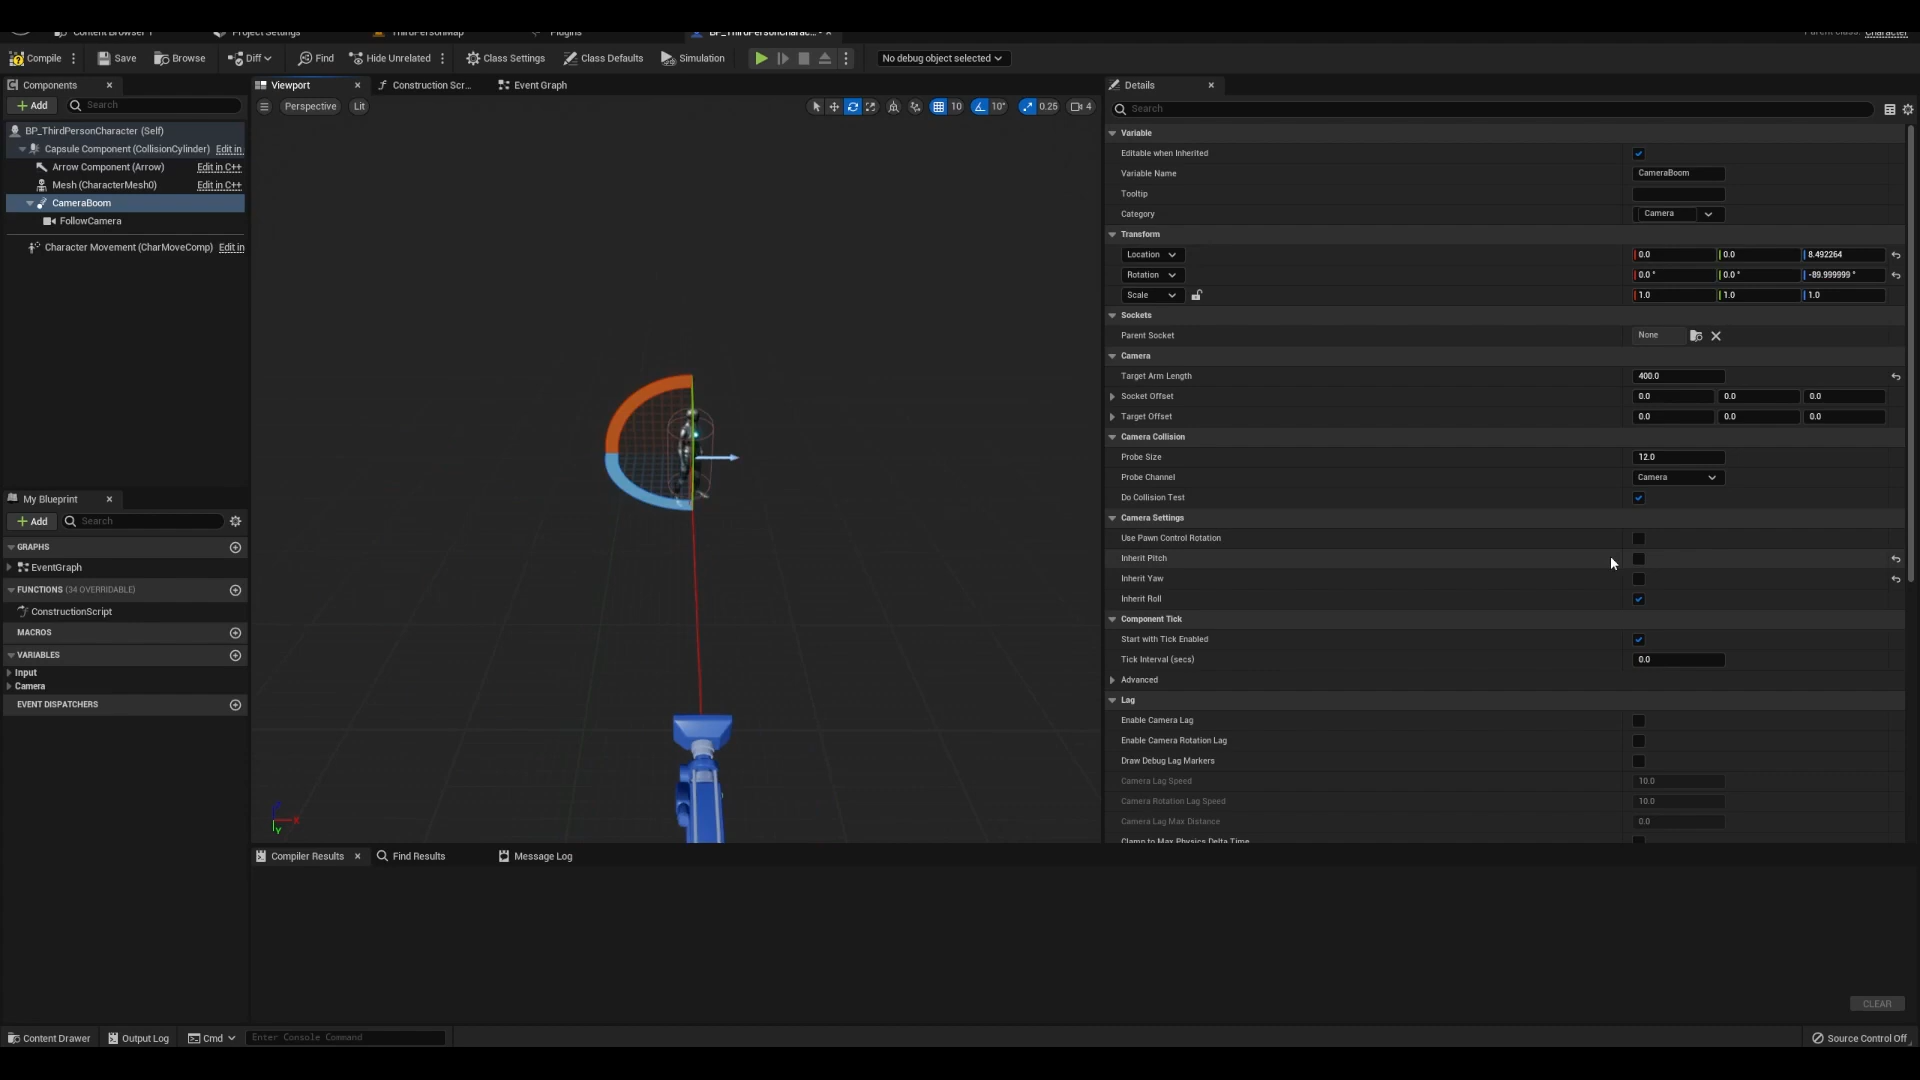 Content Browser 1
Project Settings
ThirdPersonMap
Plugins
BP_ThirdPersonCharac...
Parent class: Character
Compile
Save
Browse
Diff
Find
Hide Unrelated
Class Settings
Class Defaults
Simulation
No debug object selected
Components
Add
Search
BP_ThirdPersonCharacter (Self)
Capsule Component (CollisionCylinder) Edit in
Arrow Component (Arrow) Edit in C++
Mesh (CharacterMesh0) Edit in C++
CameraBoom
FollowCamera
Character Movement (CharMoveComp) Edit in
My Blueprint
Add
Search
GRAPHS
EventGraph
FUNCTIONS (34 OVERRIDABLE)
ConstructionScript
MACROS
VARIABLES
Input
Camera
EVENT DISPATCHERS
Viewport
Construction Scr...
Event Graph
Perspective
Lit
10
10°
0.25
4
X
Y
Details
Search
Variable
Editable when Inherited
Variable Name CameraBoom
Tooltip
Category Camera
Transform
Location 0.0 0.0 8.492264
Rotation 0.0 ° 0.0 ° -89.999999 °
Scale 1.0 1.0 1.0
Sockets
Parent Socket None
Camera
Target Arm Length 400.0
Socket Offset 0.0 0.0 0.0
Target Offset 0.0 0.0 0.0
Camera Collision
Probe Size 12.0
Probe Channel Camera
Do Collision Test
Camera Settings
Use Pawn Control Rotation
Inherit Pitch
Inherit Yaw
Inherit Roll
Component Tick
Start with Tick Enabled
Tick Interval (secs) 0.0
Advanced
Lag
Enable Camera Lag
Enable Camera Rotation Lag
Draw Debug Lag Markers
Camera Lag Speed 10.0
Camera Rotation Lag Speed 10.0
Camera Lag Max Distance 0.0
Clamp to Max Physics Delta Time
Compiler Results
Find Results
Message Log
CLEAR
Content Drawer
Output Log
Cmd
Enter Console Command
Source Control Off